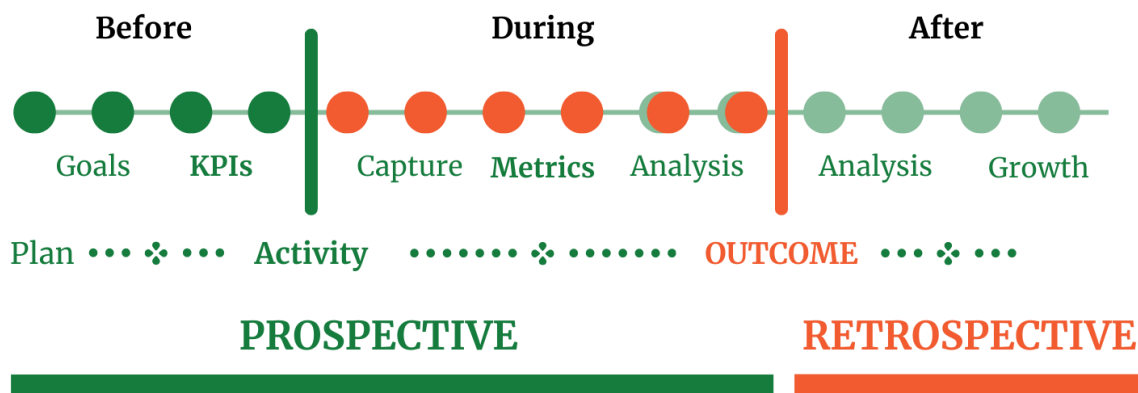 Before During After
Goals KPIs Capture Metrics Analysis Analysis Growth
Plan Activity OUTCOME
PROSPECTIVE RETROSPECTIVE